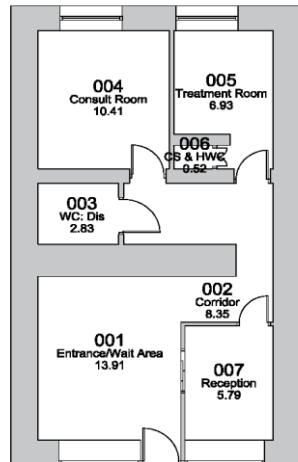 004
Consult Room
10.41
005
Treatment Room
6.93
006
CS & HWC
0.52
003
WC: Dis
2.83
002
Corridor
8.35
001
Entrance/Wait Area
13.91
007
Reception
5.79